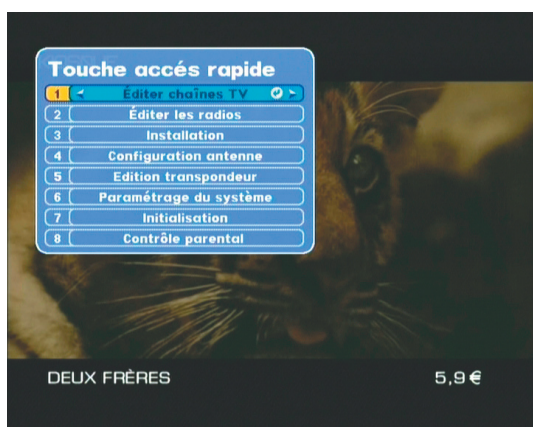 Touche accés rapide
1 Éditer chaînes TV
2 Éditer les radios
3 Installation
4 Configuration antenne
5 Edition transpondeur
6 Paramétrage du système
7 Initialisation
8 Contrôle parental
DEUX FRÈRES 5,9 €